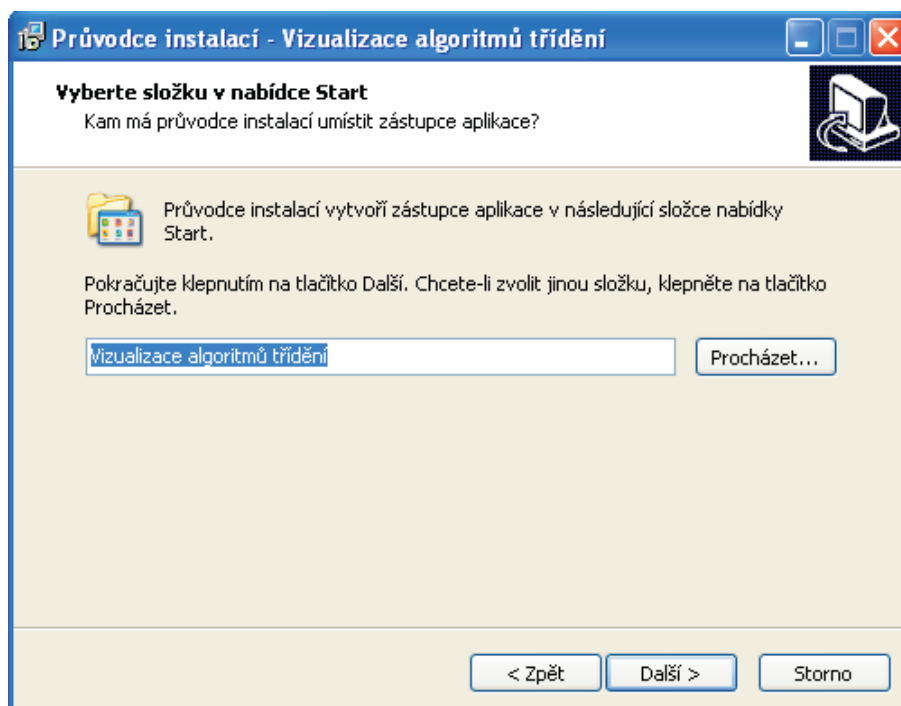 Průvodce instalací - Vizualizace algoritmů třídění
Vyberte složku v nabídce Start
Kam má průvodce instalací umístit zástupce aplikace?
Průvodce instalací vytvoří zástupce aplikace v následující složce nabídky
Start.
Pokračujte klepnutím na tlačítko Další. Chcete-li zvolit jinou složku, klepněte na tlačítko
Procházet.
Vizualizace algoritmů třídění
Procházet...
< Zpět
Další >
Storno